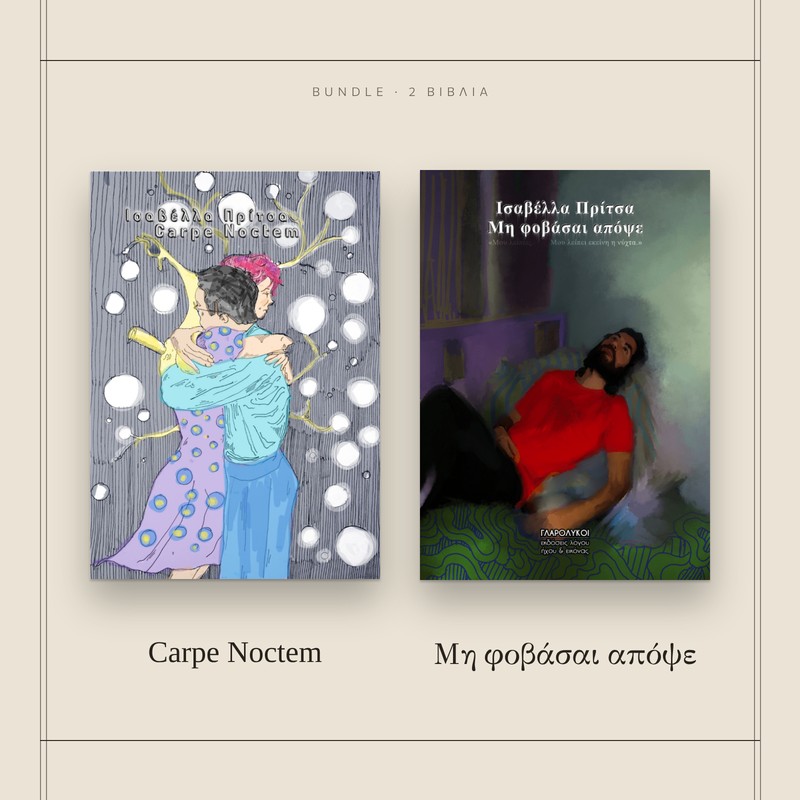 BUNDLE · 2 ΒΙΒΛΙΑ
Ισαβέλλα Πρίτσα
Carpe Noctem
Ισαβέλλα Πρίτσα
Μη φοβάσαι απόψε
Μου λείπει εκείνη η νύχτα.»
ΓΛΑΡΟΛΥΚΟΙ
εκδόσεις λόγου
ήχου & εικόνας
Carpe Noctem
Μη φοβάσαι απόψε